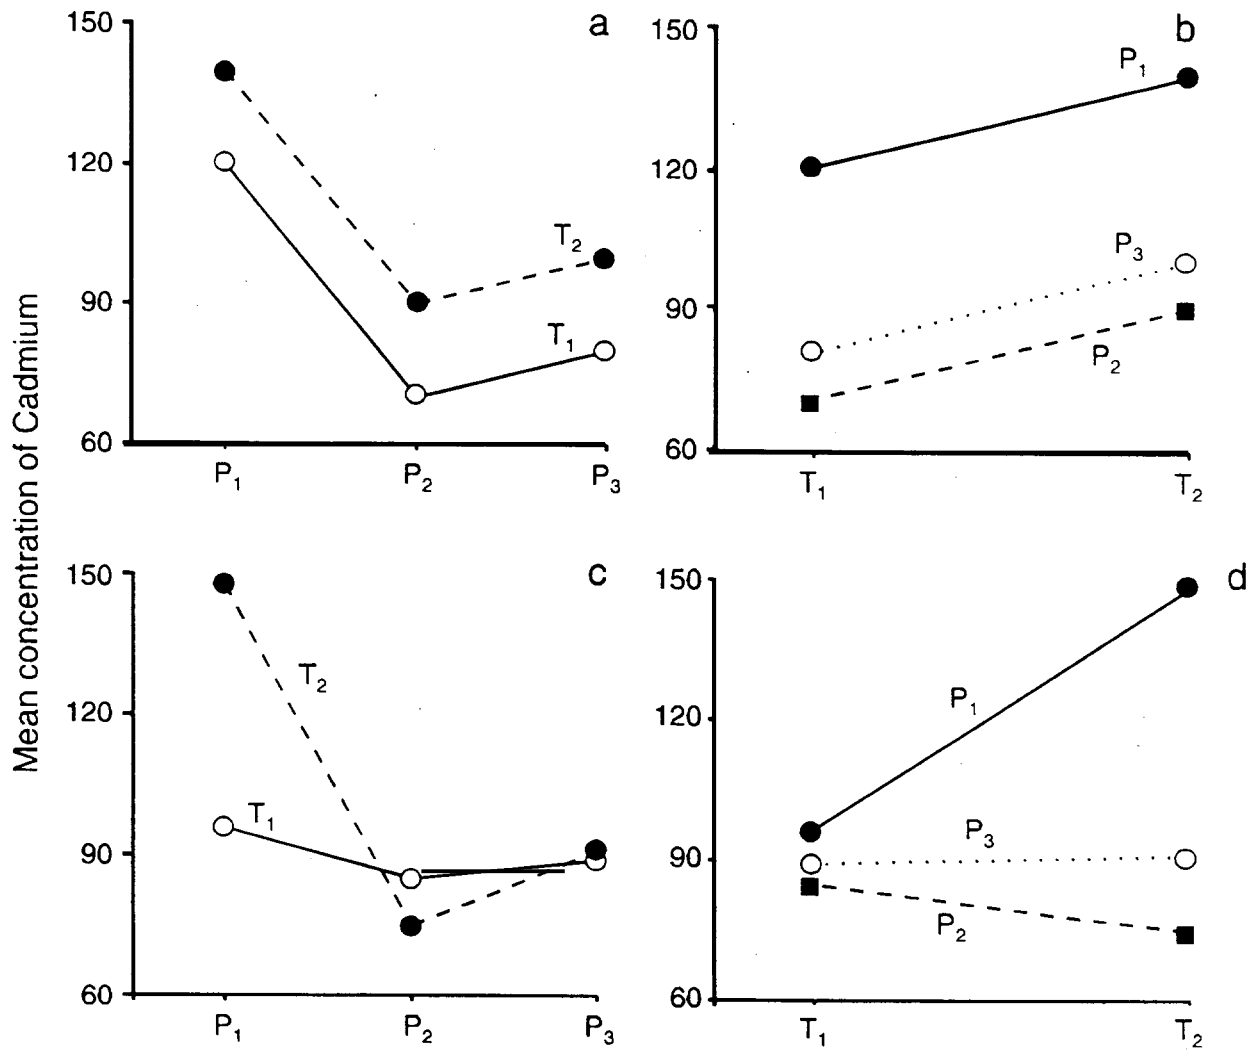 Mean concentration of Cadmium
a
150
120
90
60
T₂
T₁
P₁ P₂ P₃
b
150
120
90
60
P₁
P₃
P₂
T₁ T₂
c
150
120
90
60
T₂
T₁
P₁ P₂ P₃
d
150
120
90
60
P₁
P₃
P₂
T₁ T₂